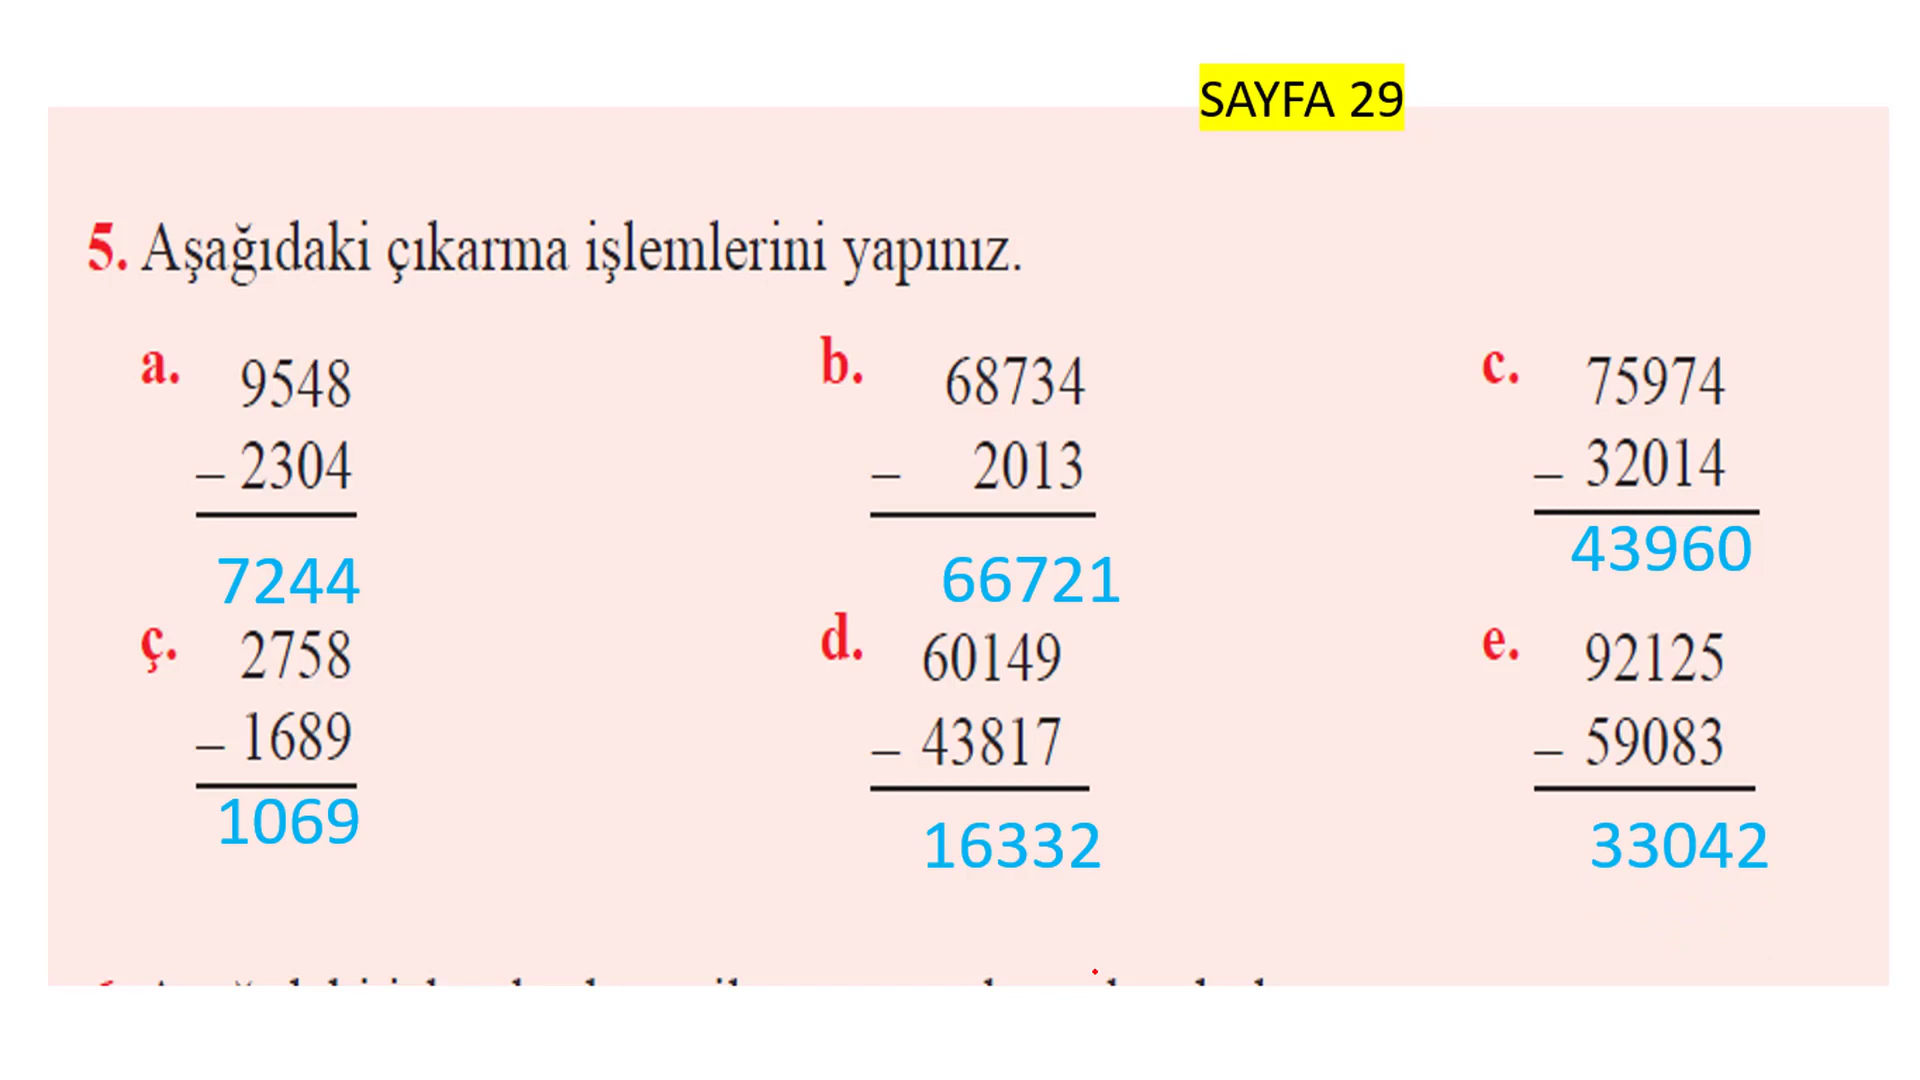 SAYFA 29
5. Aşağıdaki çıkarma işlemlerini yapınız.
a. 9548
– 2304
7244
b. 68734
– 2013
66721
c. 75974
– 32014
43960
ç. 2758
– 1689
1069
d. 60149
– 43817
16332
e. 92125
– 59083
33042